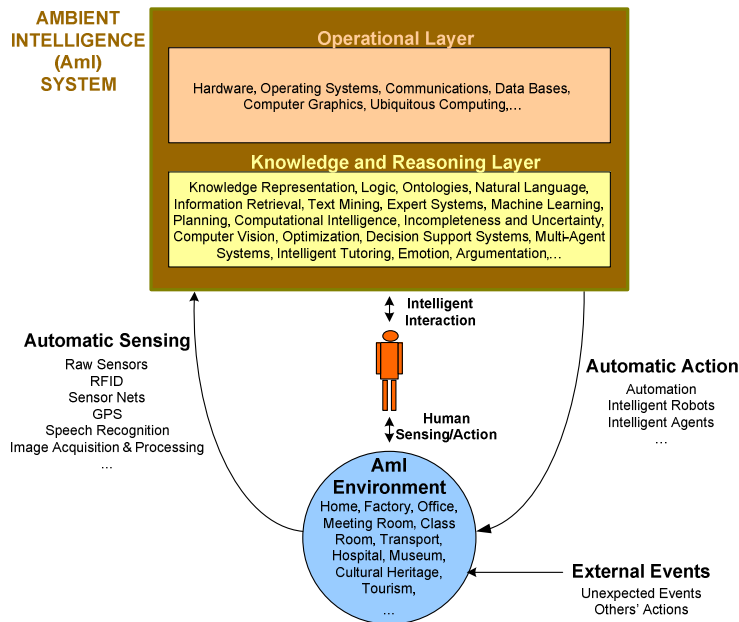 AMBIENT
INTELLIGENCE
(AmI)
SYSTEM
Operational Layer
Hardware, Operating Systems, Communications, Data Bases,
Computer Graphics, Ubiquitous Computing,…
Knowledge and Reasoning Layer
Knowledge Representation, Logic, Ontologies, Natural Language,
Information Retrieval, Text Mining, Expert Systems, Machine Learning,
Planning, Computational Intelligence, Incompleteness and Uncertainty,
Computer Vision, Optimization, Decision Support Systems, Multi-Agent
Systems, Intelligent Tutoring, Emotion, Argumentation,…
Intelligent
Interaction
Automatic Sensing
Raw Sensors
RFID
Sensor Nets
GPS
Speech Recognition
Image Acquisition & Processing
…
Automatic Action
Automation
Intelligent Robots
Intelligent Agents
…
Human
Sensing/Action
AmI
Environment
Home, Factory, Office,
Meeting Room, Class
Room, Transport,
Hospital, Museum,
Cultural Heritage,
Tourism,
…
External Events
Unexpected Events
Others' Actions